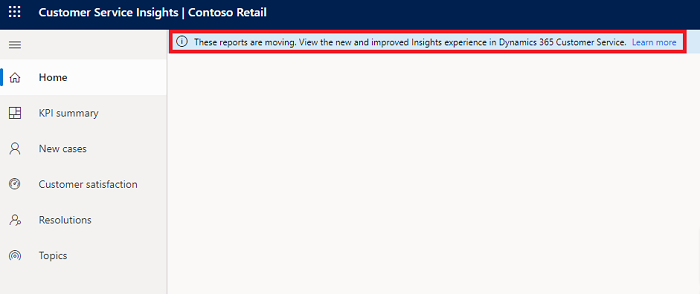 Customer Service Insights | Contoso Retail
These reports are moving. View the new and improved Insights experience in Dynamics 365 Customer Service. Learn more
Home
KPI summary
New cases
Customer satisfaction
Resolutions
Topics